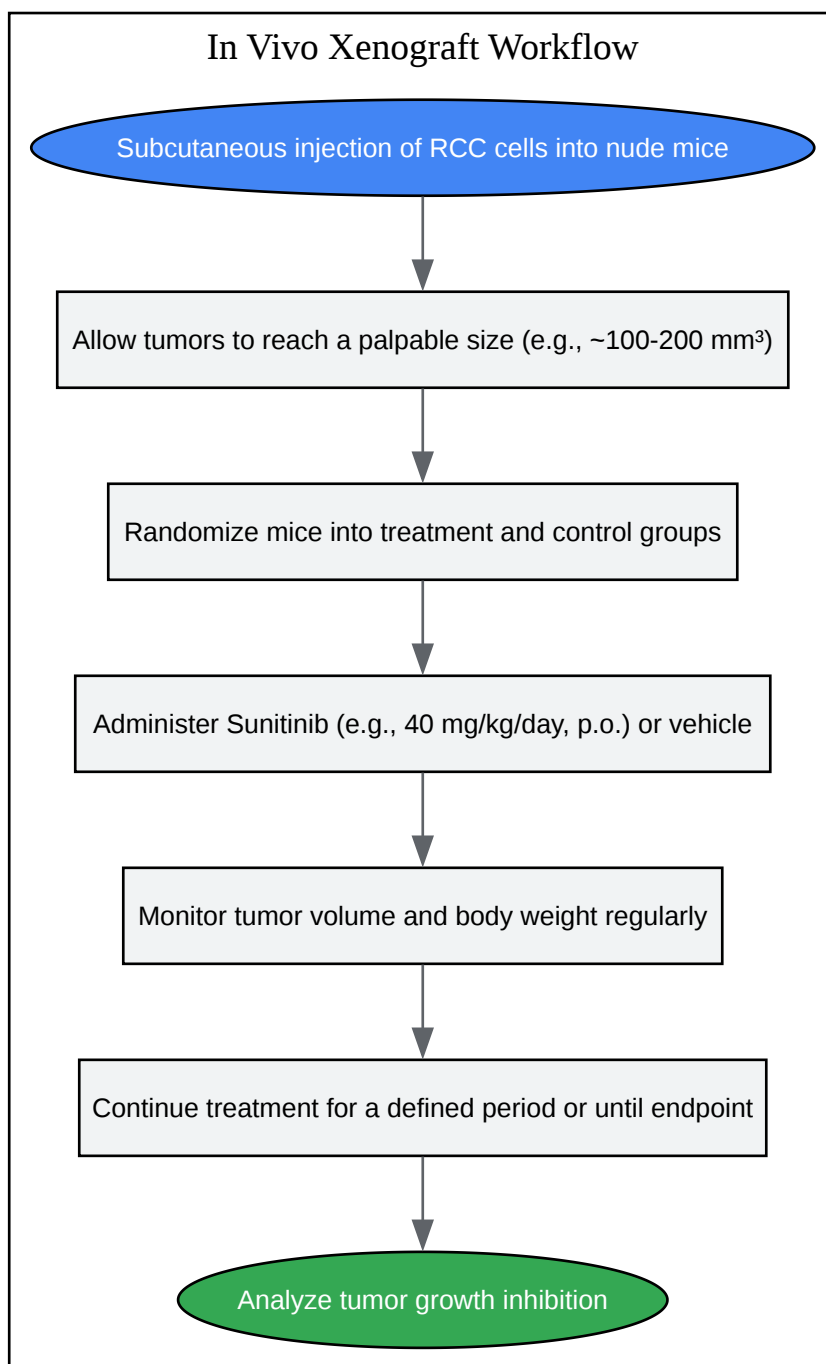 In Vivo Xenograft Workflow
Subcutaneous injection of RCC cells into nude mice
Allow tumors to reach a palpable size (e.g., ~100-200 mm³)
Randomize mice into treatment and control groups
Administer Sunitinib (e.g., 40 mg/kg/day, p.o.) or vehicle
Monitor tumor volume and body weight regularly
Continue treatment for a defined period or until endpoint
Analyze tumor growth inhibition